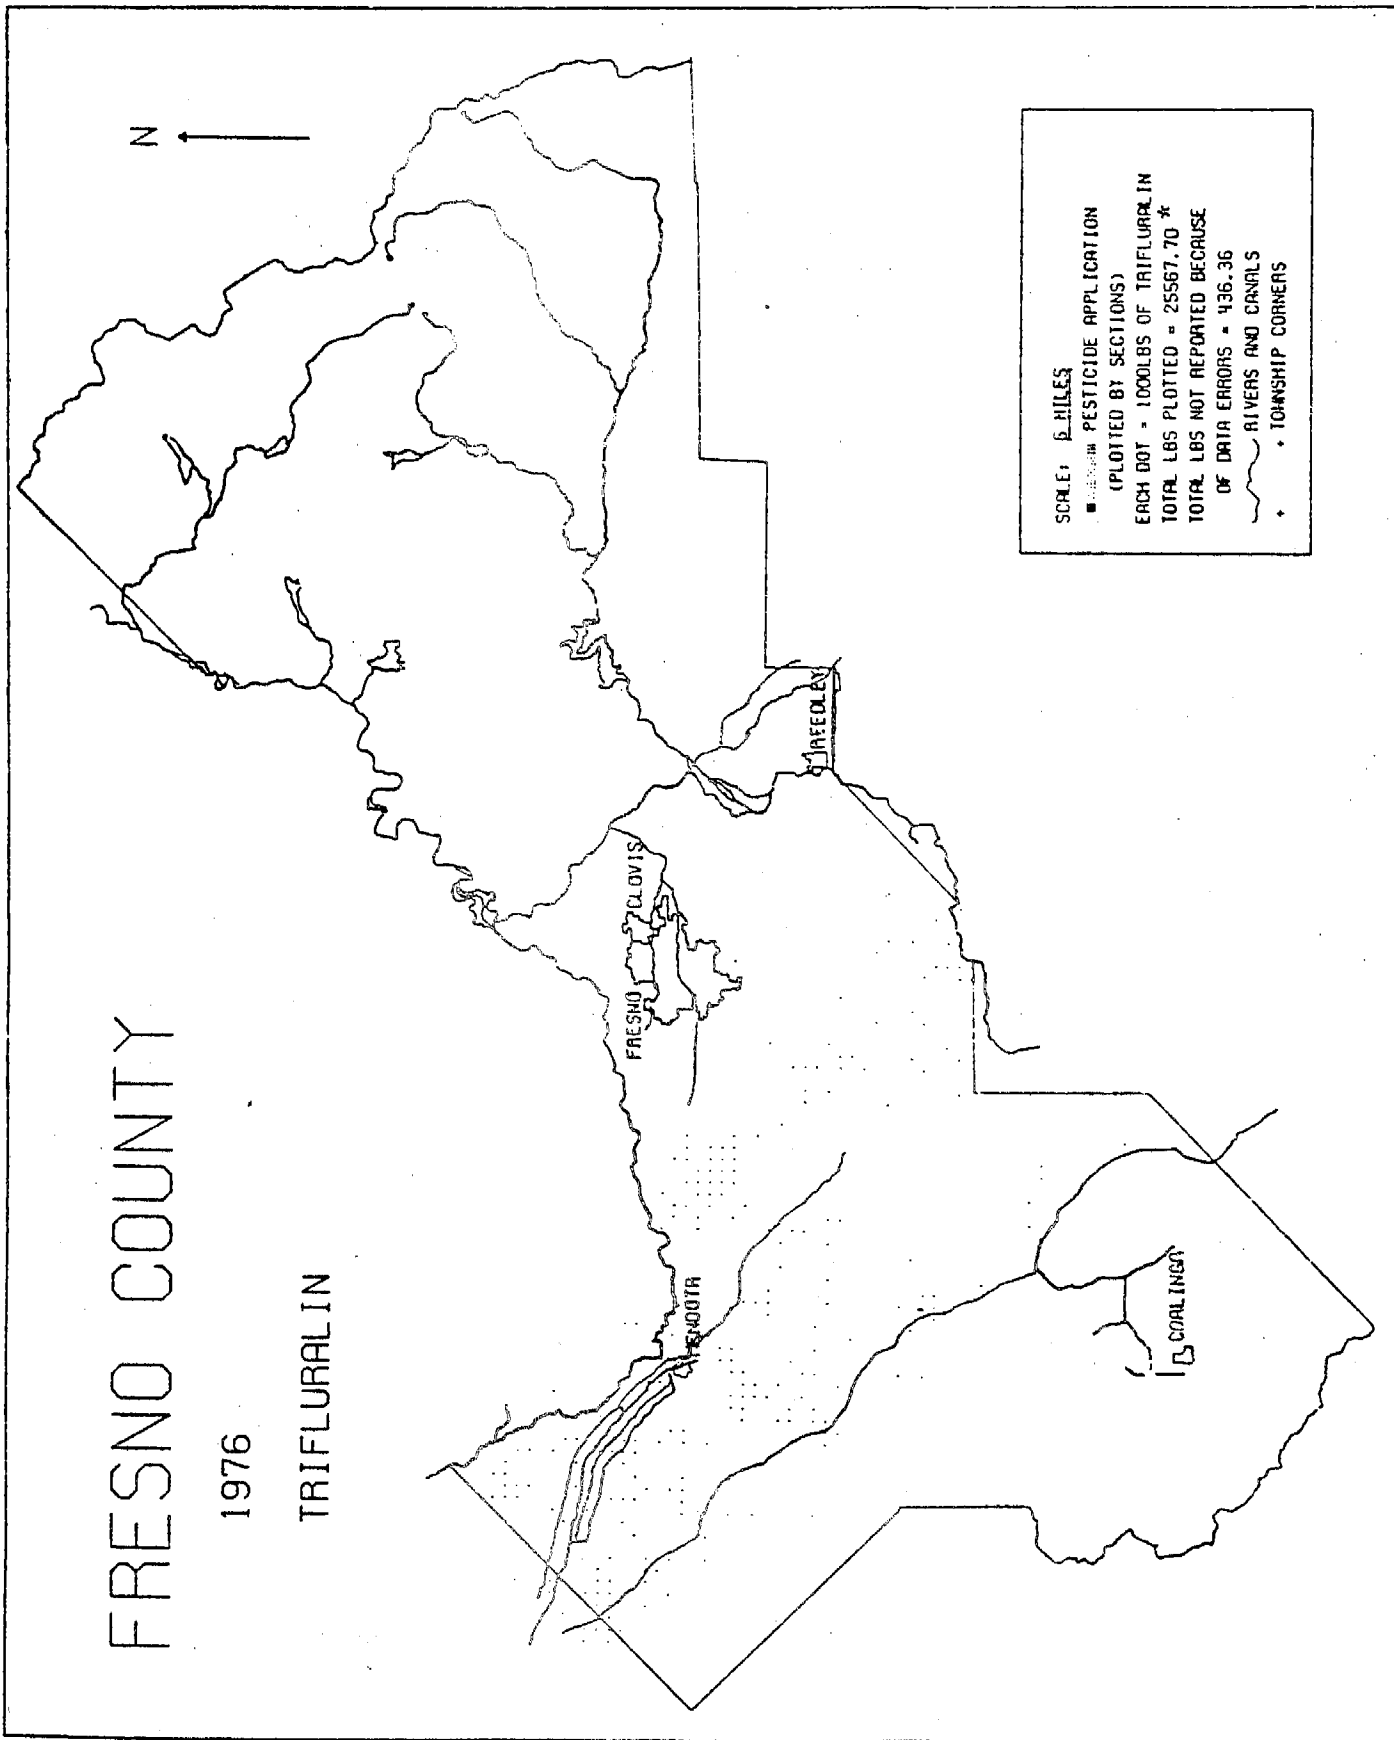 FRESNO COUNTY
1976
TRIFLURALIN
N
FRESNO
CLOVIS
REEDLEY
MENDOTA
COALINGA
SCALE: 6 MILES
PESTICIDE APPLICATION
(PLOTTED BY SECTIONS)
EACH DOT = 1000LBS OF TRIFLURALIN
TOTAL LBS PLOTTED = 25567.70 *
TOTAL LBS NOT REPORTED BECAUSE
OF DATA ERRORS = 436.36
RIVERS AND CANALS
+ + TOWNSHIP CORNERS